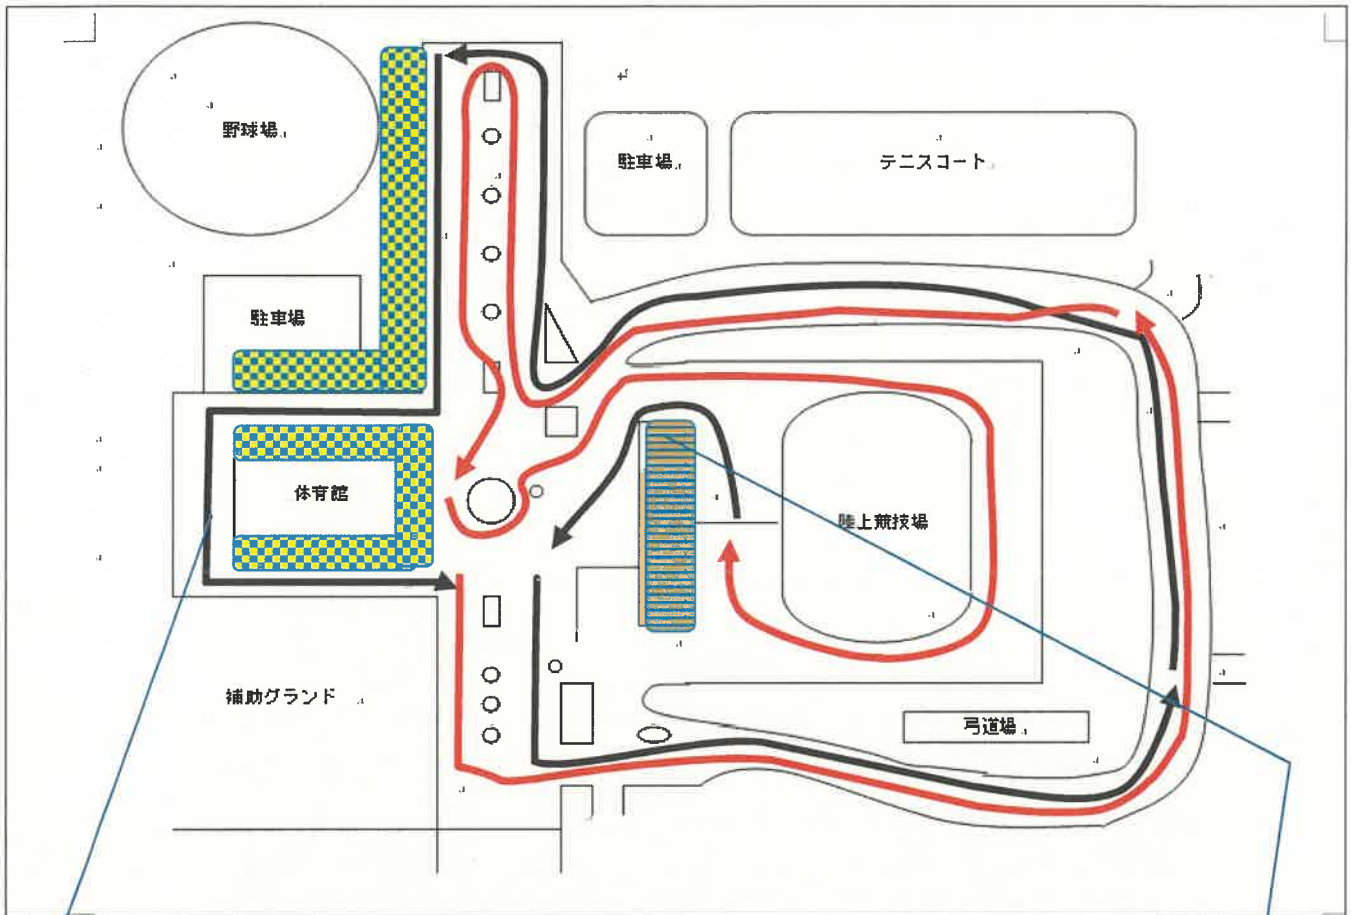 野球場
駐車場
テニスコート
駐車場
体育館
陸上競技場
補助グランド
弓道場